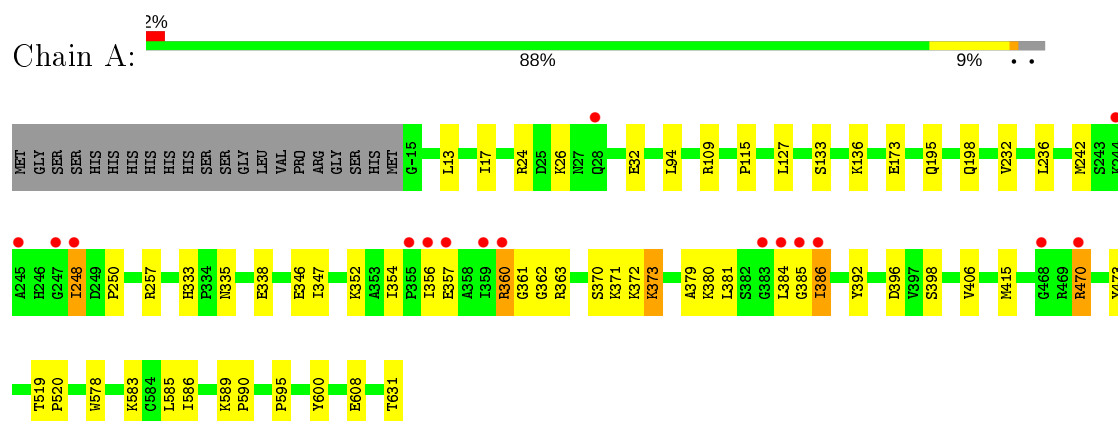 2%
Chain A:
88% 9% • •
MET GLY SER SER HIS HIS HIS HIS HIS HIS SER SER GLY LEU VAL PRO ARG GLY SER HIS MET G-15 L13 I17 R24 D25 K26 N27 Q28 E32 L94 R109 P115 L127 S133 K136 E173 Q195 Q198 V232 L236 M242 S243 K244
A245 H246 G247 I248 D249 P250 R257 H333 P334 N335 E338 E346 I347 K352 A353 I354 P355 I356 E357 A358 I359 R360 G361 G362 R363 S370 K371 K372 K373 A379 K380 L381 S382 G383 L384 G385 I386 Y392 D396 V397 S398 V406 M415 G468 R469 R470 Y473
T519 P520 W578 K583 C584 L585 I586 K589 P590 P595 Y600 E608 T631